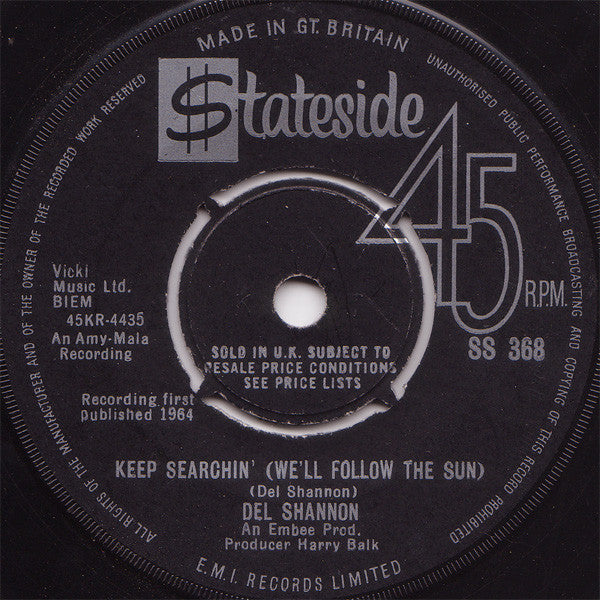 MADE IN GT. BRITAIN
$tateside
45
R.P.M.
SS 368
Vicki
Music Ltd.
BIEM
45KR-4435
An Amy-Mala
Recording
SOLD IN U.K. SUBJECT TO
RESALE PRICE CONDITIONS
SEE PRICE LISTS
Recording first
published 1964
KEEP SEARCHIN' (WE'LL FOLLOW THE SUN)
(Del Shannon)
DEL SHANNON
An Embee Prod.
Producer Harry Balk
E.M.I. RECORDS LIMITED
ALL RIGHTS OF THE MANUFACTURER AND OF THE OWNER OF THE RECORDED WORK RESERVED
UNAUTHORISED PUBLIC PERFORMANCE BROADCASTING AND COPYING OF THIS RECORD PROHIBITED